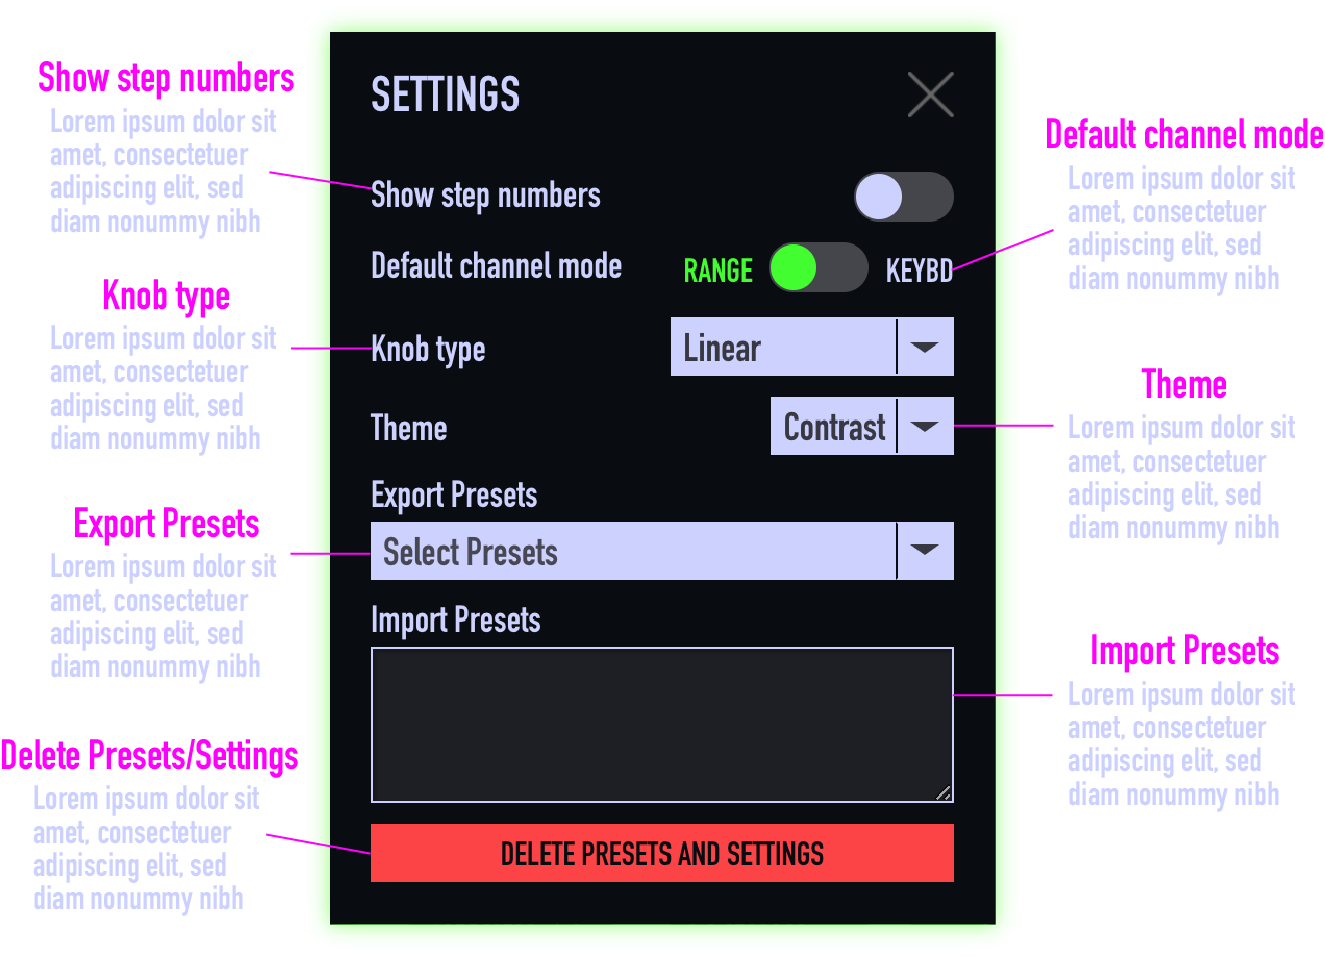 Show step numbers
Lorem ipsum dolor sit
amet, consectetuer
adipiscing elit, sed
diam nonummy nibh
Knob type
Lorem ipsum dolor sit
amet, consectetuer
adipiscing elit, sed
diam nonummy nibh
Export Presets
Lorem ipsum dolor sit
amet, consectetuer
adipiscing elit, sed
diam nonummy nibh
Delete Presets/Settings
Lorem ipsum dolor sit
amet, consectetuer
adipiscing elit, sed
diam nonummy nibh
SETTINGS
Show step numbers
Default channel mode RANGE KEYBD
Knob type Linear
Theme Contrast
Export Presets
Select Presets
Import Presets
DELETE PRESETS AND SETTINGS
Default channel mode
Lorem ipsum dolor sit
amet, consectetuer
adipiscing elit, sed
diam nonummy nibh
Theme
Lorem ipsum dolor sit
amet, consectetuer
adipiscing elit, sed
diam nonummy nibh
Import Presets
Lorem ipsum dolor sit
amet, consectetuer
adipiscing elit, sed
diam nonummy nibh